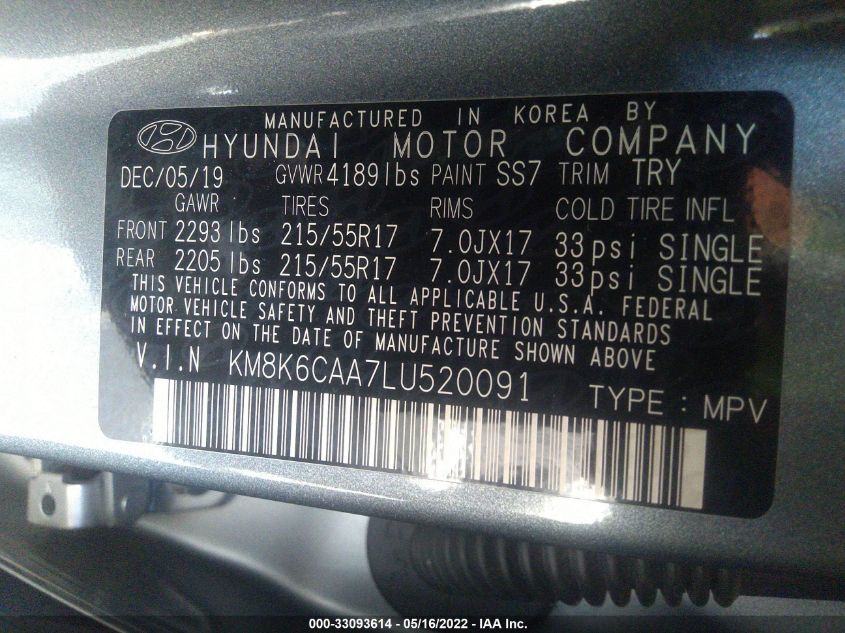 MANUFACTURED IN KOREA BY
HYUNDAI MOTOR COMPANY
DEC/05/19 GVWR 4189 lbs PAINT SS7 TRIM TRY
GAWR TIRES RIMS COLD TIRE INFL
FRONT 2293 lbs 215/55R17 7.0JX17 33psi SINGLE
REAR 2205 lbs 215/55R17 7.0JX17 33psi SINGLE
THIS VEHICLE CONFORMS TO ALL APPLICABLE U.S.A. FEDERAL
MOTOR VEHICLE SAFETY AND THEFT PREVENTION STANDARDS
IN EFFECT ON THE DATE OF MANUFACTURE SHOWN ABOVE
V.I.N KM8K6CAA7LU520091 TYPE : MPV
000-33093614 - 05/16/2022 - IAA Inc.